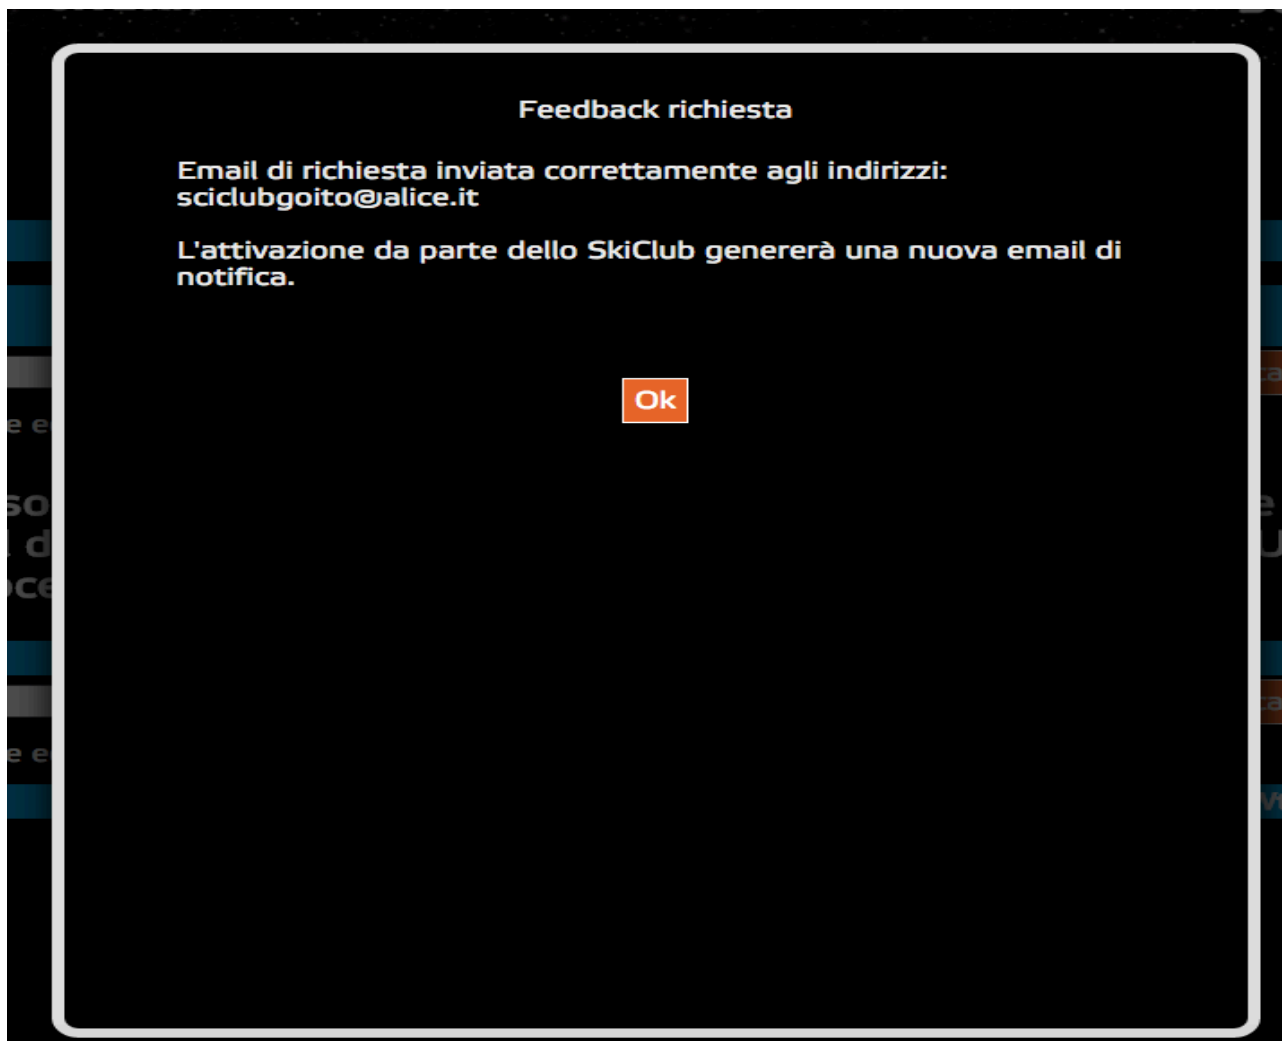 Feedback richiesta
Email di richiesta inviata correttamente agli indirizzi:
sciclubgoito@alice.it
L'attivazione da parte dello SkiClub genererà una nuova email di
notifica.
Ok